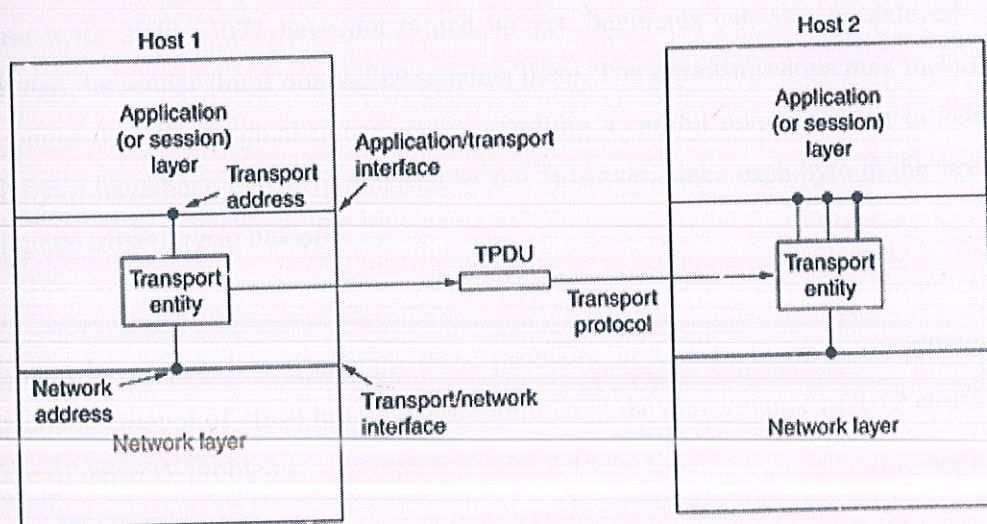 Host 1
Host 2
Application
(or session)
layer
Application/transport
interface
Transport
address
Application
(or session)
layer
TPDU
Transport
entity
Transport
protocol
Transport
entity
Network
address
Transport/network
interface
Network layer
Network layer